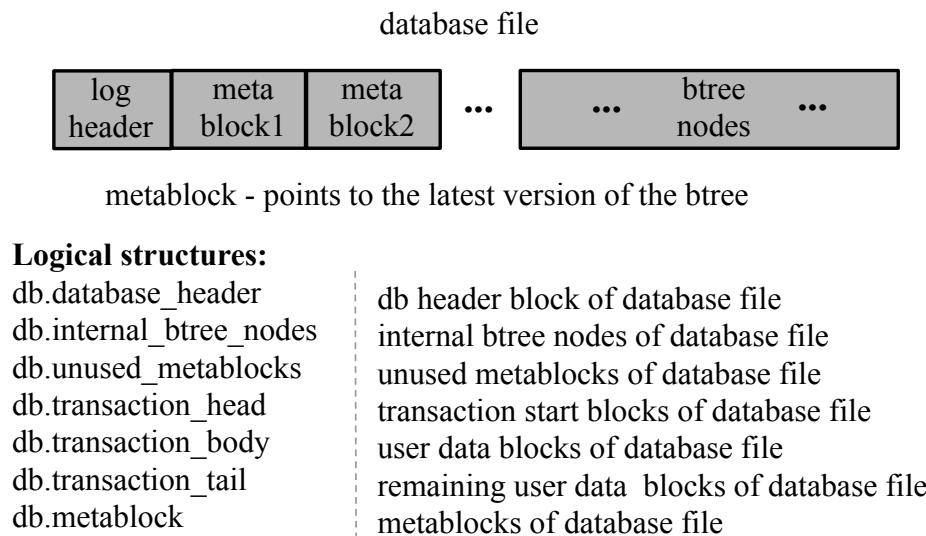 database file
log header
meta block1
meta block2
...
... btree nodes ...
metablock - points to the latest version of the btree
Logical structures:
db.database_header db header block of database file
db.internal_btree_nodes internal btree nodes of database file
db.unused_metablocks unused metablocks of database file
db.transaction_head transaction start blocks of database file
db.transaction_body user data blocks of database file
db.transaction_tail remaining user data blocks of database file
db.metablock metablocks of database file